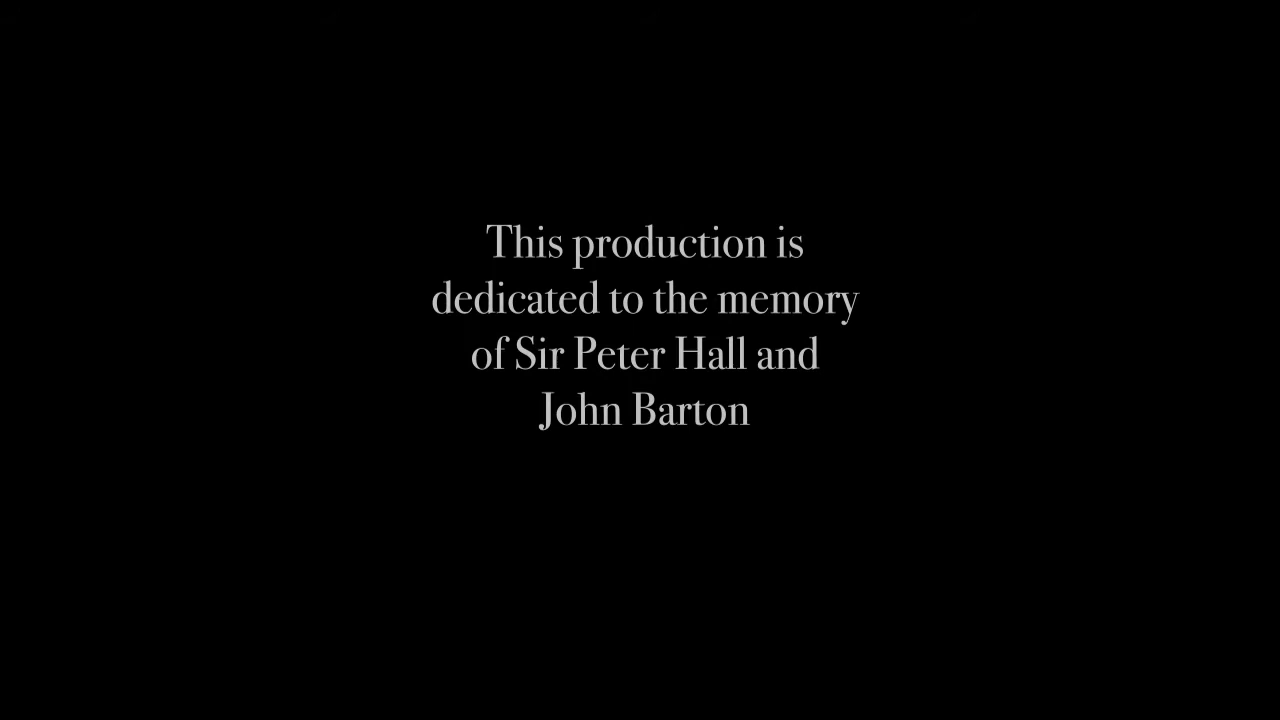 This production is
dedicated to the memory
of Sir Peter Hall and
John Barton